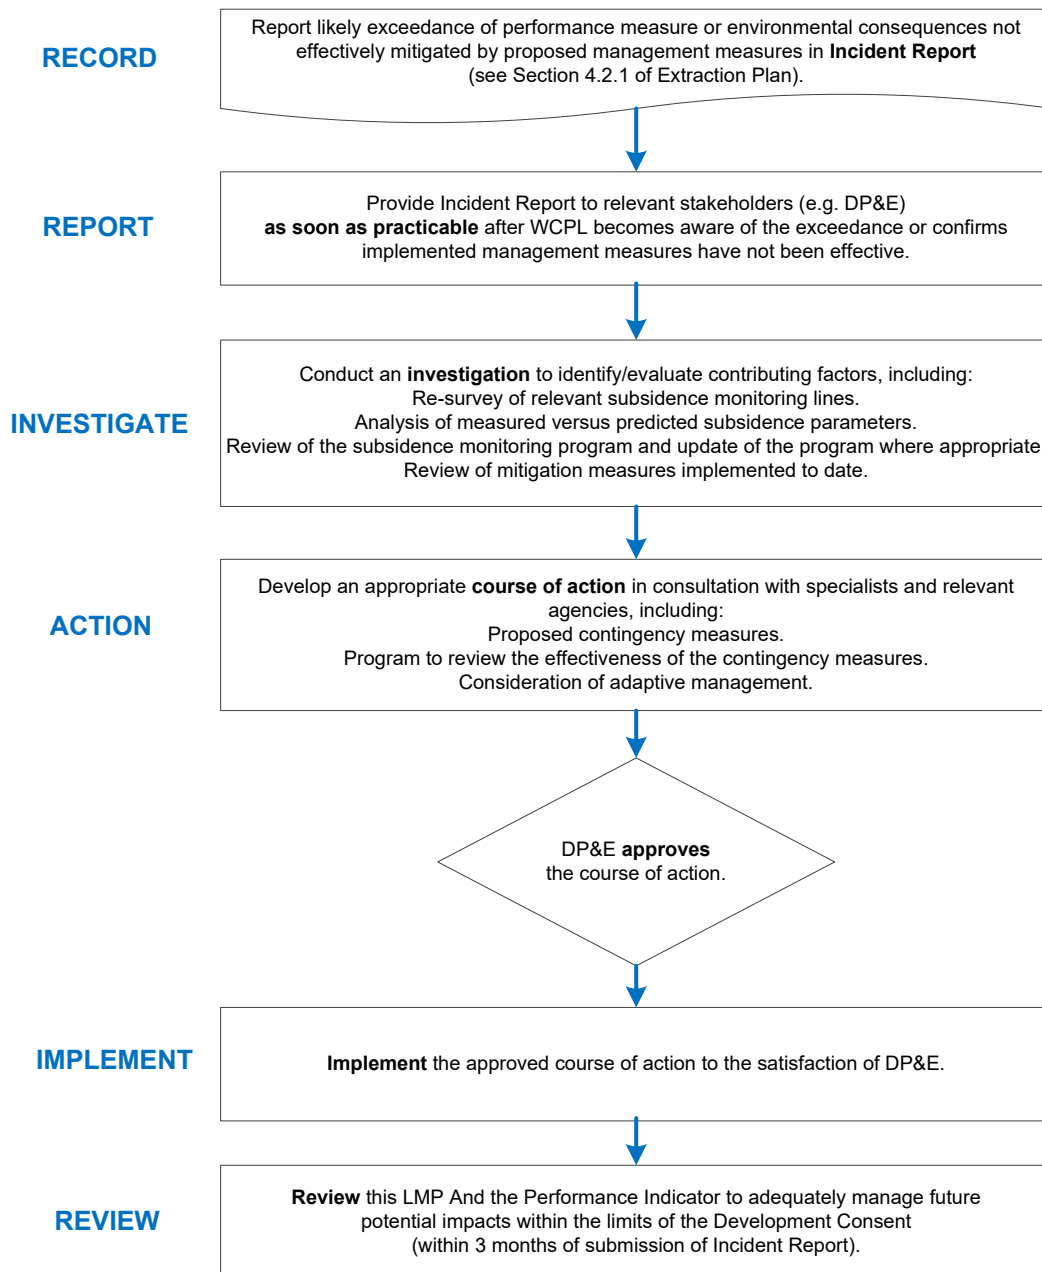 RECORD
Report likely exceedance of performance measure or environmental consequences not
effectively mitigated by proposed management measures in Incident Report
(see Section 4.2.1 of Extraction Plan).
REPORT
Provide Incident Report to relevant stakeholders (e.g. DP&E)
as soon as practicable after WCPL becomes aware of the exceedance or confirms
implemented management measures have not been effective.
INVESTIGATE
Conduct an investigation to identify/evaluate contributing factors, including:
Re-survey of relevant subsidence monitoring lines.
Analysis of measured versus predicted subsidence parameters.
Review of the subsidence monitoring program and update of the program where appropriate
Review of mitigation measures implemented to date.
ACTION
Develop an appropriate course of action in consultation with specialists and relevant
agencies, including:
Proposed contingency measures.
Program to review the effectiveness of the contingency measures.
Consideration of adaptive management.
DP&E approves
the course of action.
IMPLEMENT
Implement the approved course of action to the satisfaction of DP&E.
REVIEW
Review this LMP And the Performance Indicator to adequately manage future
potential impacts within the limits of the Development Consent
(within 3 months of submission of Incident Report).